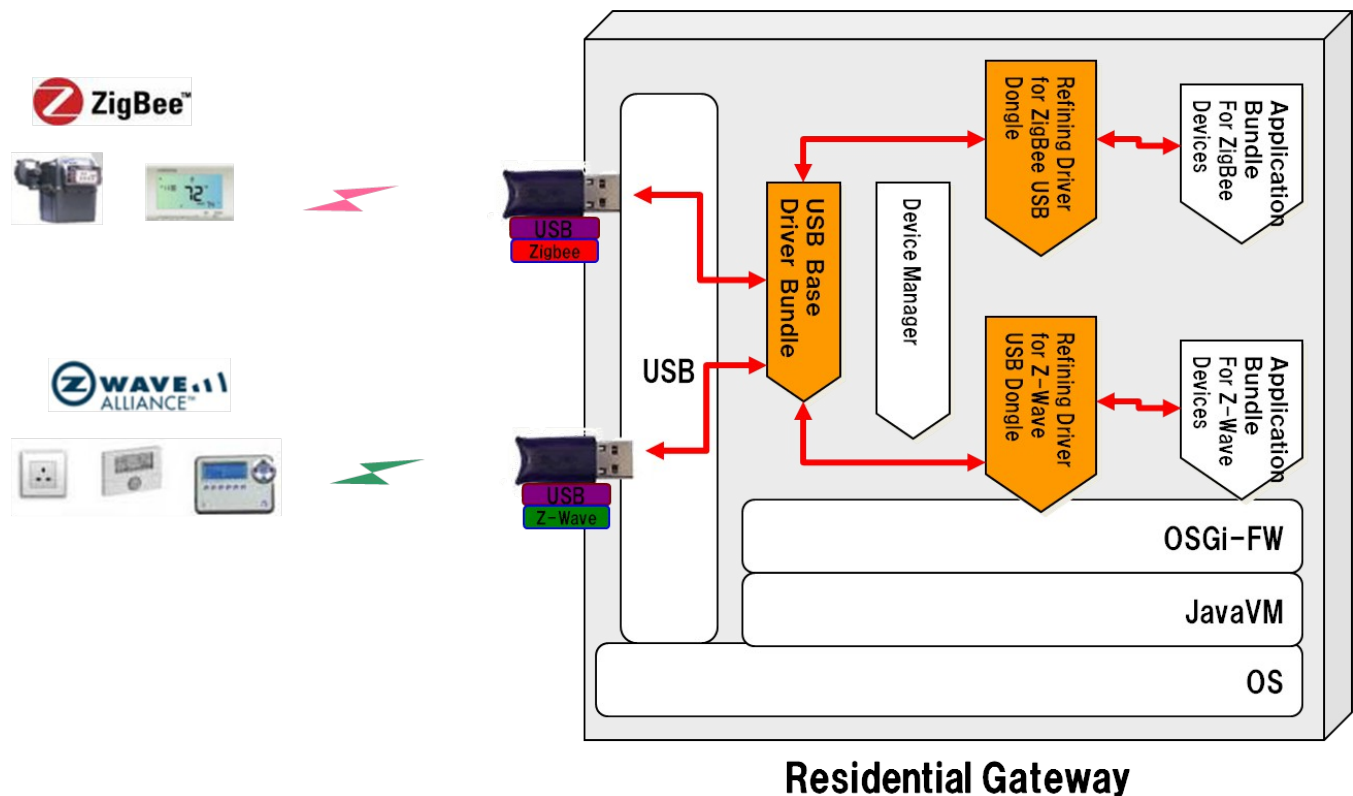 ZigBee™
72
USB
Zigbee
WAVE
ALLIANCE™
USB
Z-Wave
USB
USB Base
Driver Bundle
Device Manager
Refining Driver
for ZigBee USB
Dongle
Application
Bundle
For ZigBee
Devices
Refining Driver
for Z-Wave
USB Dongle
Application
Bundle
For Z-Wave
Devices
OSGi-FW
JavaVM
OS
Residential Gateway